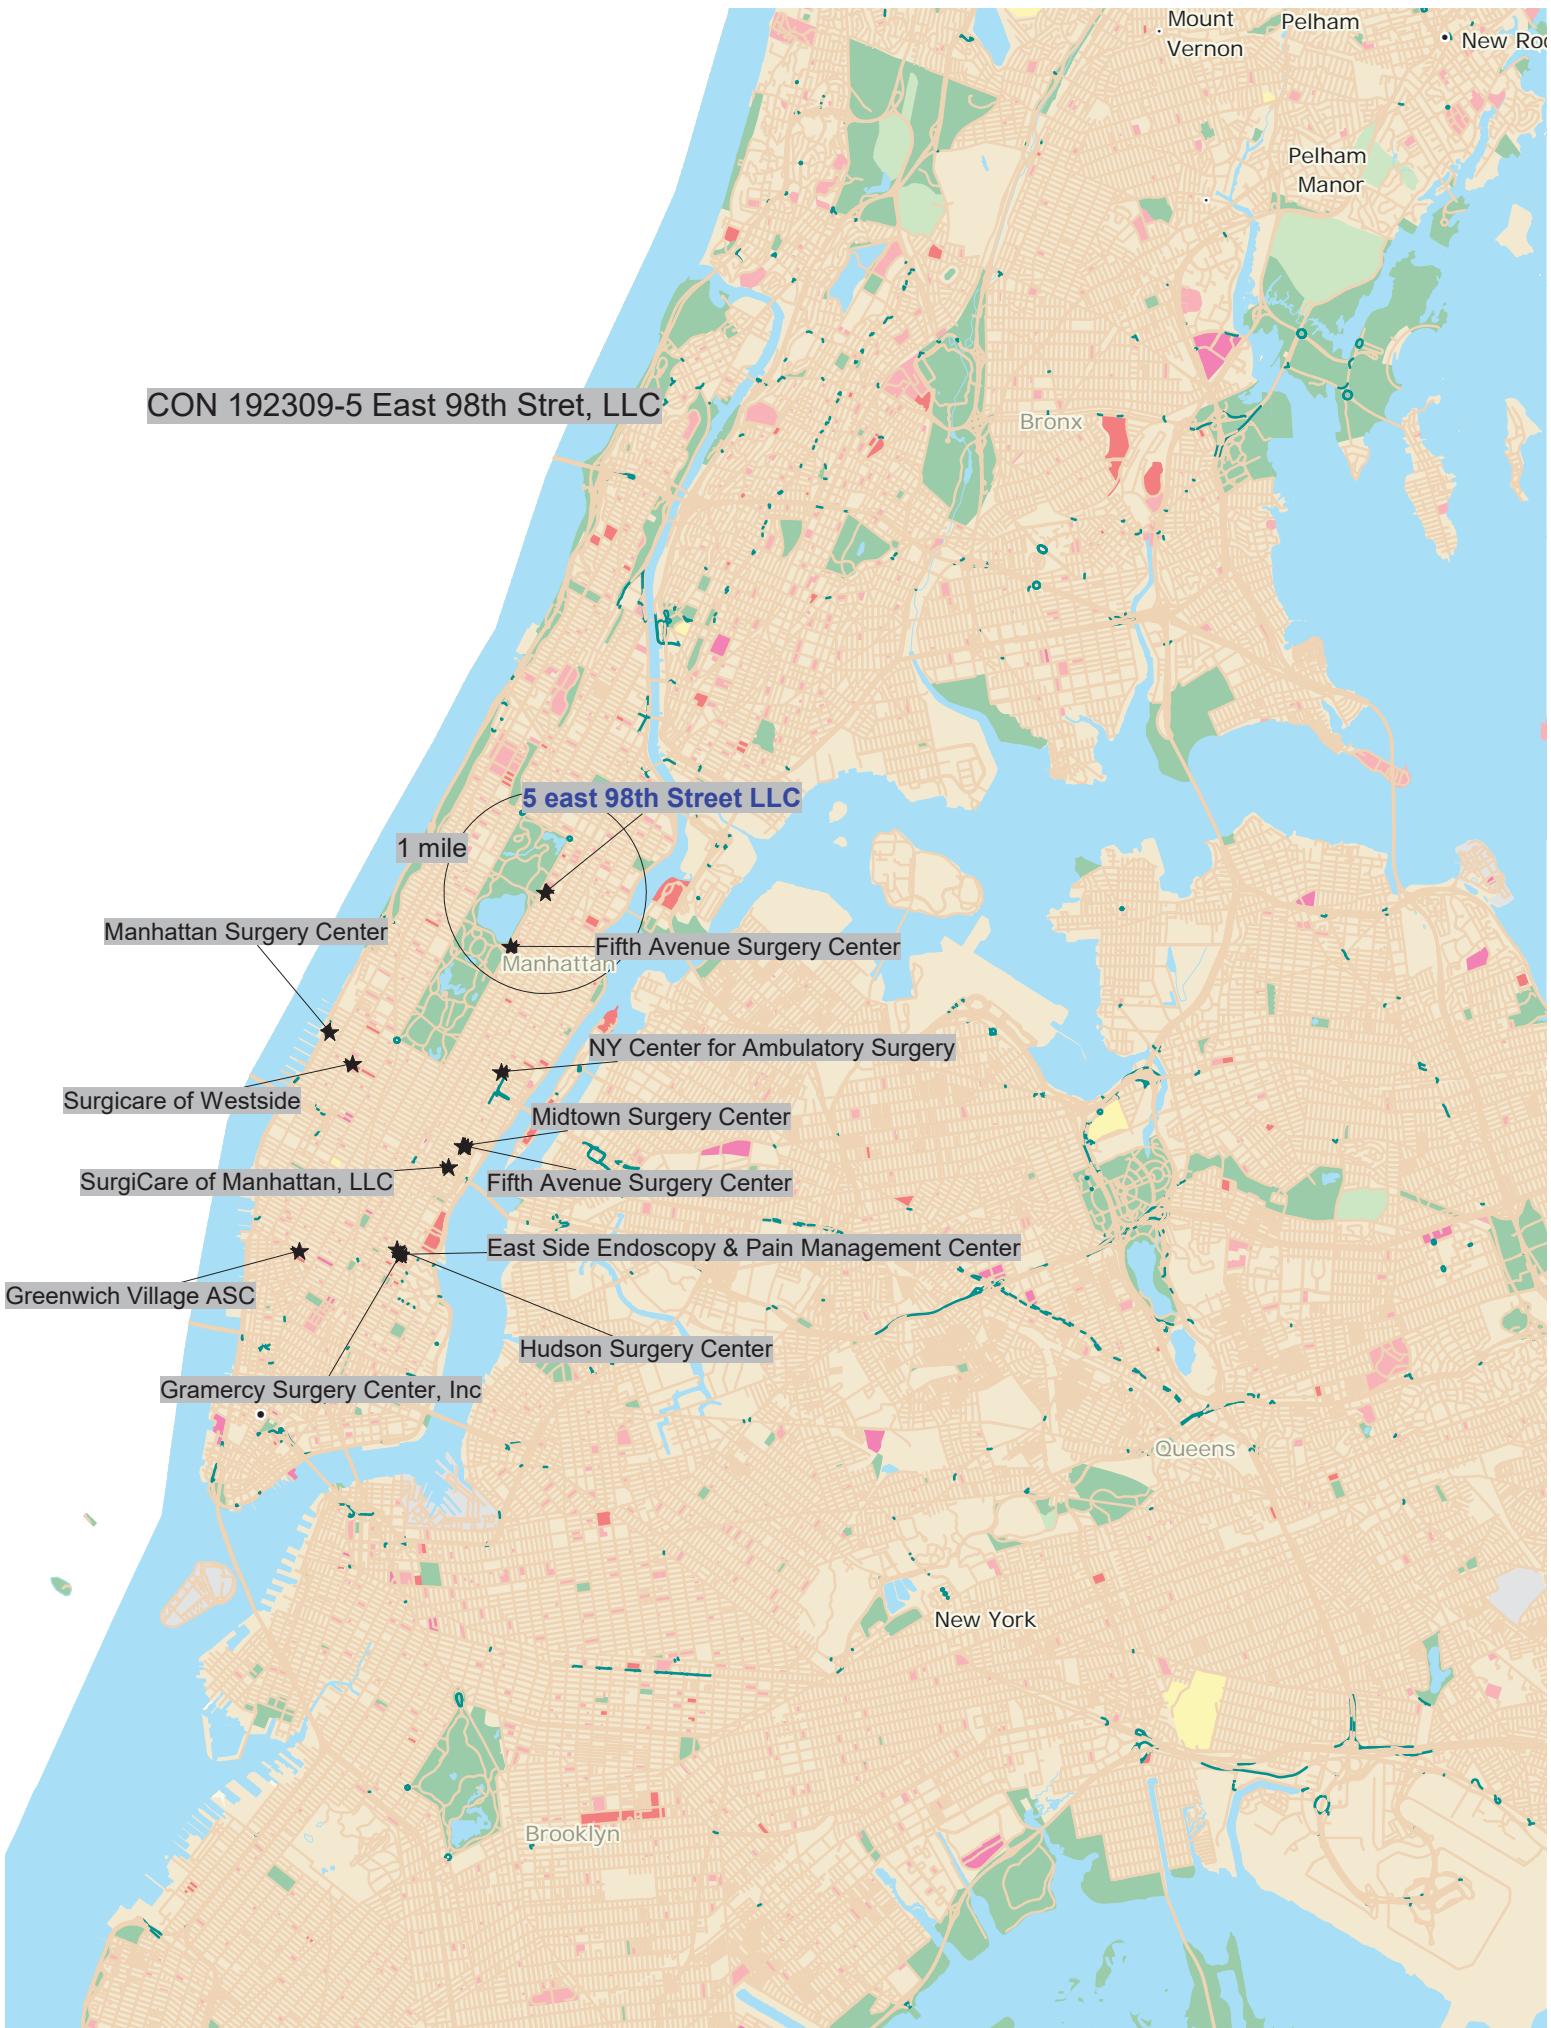 Mount
Vernon
Pelham
New Roc
Pelham
Manor
CON 192309-5 East 98th Stret, LLC
Bronx
5 east 98th Street LLC
1 mile
Manhattan Surgery Center
Fifth Avenue Surgery Center
Manhattan
NY Center for Ambulatory Surgery
Surgicare of Westside
Midtown Surgery Center
SurgiCare of Manhattan, LLC
Fifth Avenue Surgery Center
East Side Endoscopy & Pain Management Center
Greenwich Village ASC
Hudson Surgery Center
Gramercy Surgery Center, Inc
Queens
New York
Brooklyn